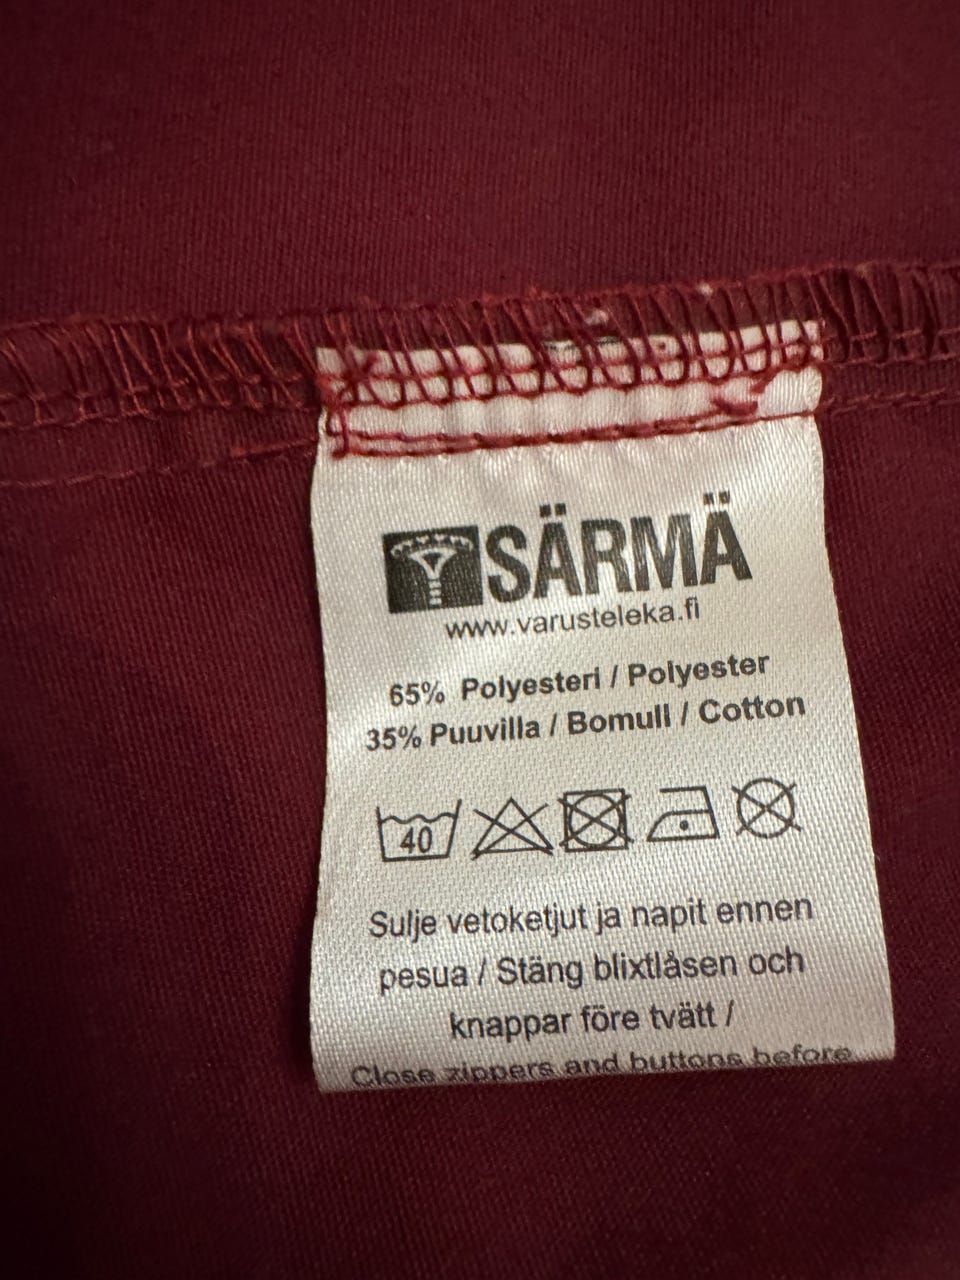 SÄRMÄ
www.varusteleka.fi
65% Polyesteri / Polyester
35% Puuvilla / Bomull / Cotton
40
Sulje vetoketjut ja napit ennen
pesua / Stäng blixtlåsen och
knappar före tvätt /
Close zippers and buttons before